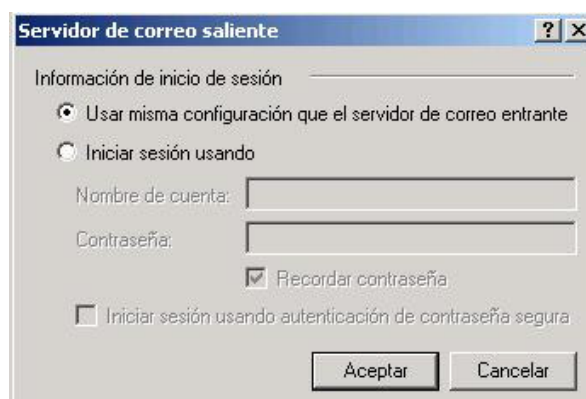 Servidor de correo saliente
Información de inicio de sesión
Usar misma configuración que el servidor de correo entrante
Iniciar sesión usando
Nombre de cuenta:
Contraseña:
Recordar contraseña
Iniciar sesión usando autenticación de contraseña segura
Aceptar Cancelar